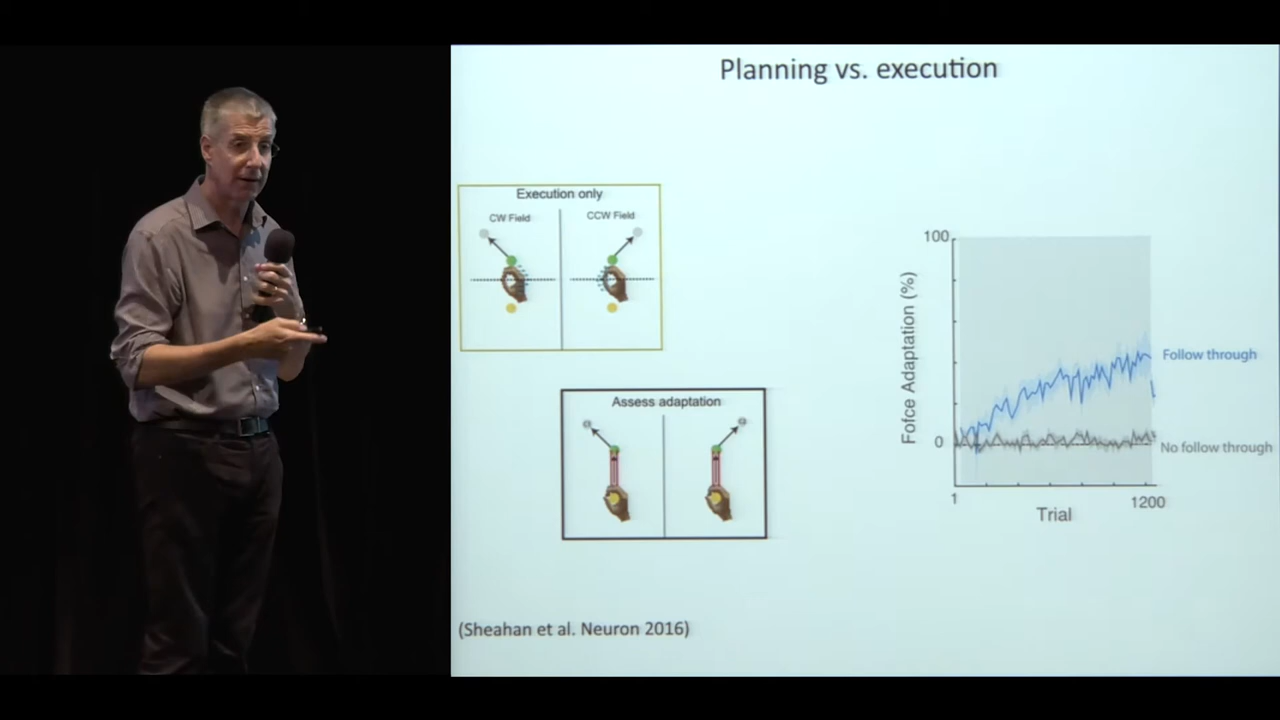 Planning vs. execution
Execution only
CW Field
CCW Field
Assess adaptation
(Sheahan et al. Neuron 2016)
Fofce Adaptation (%)
100
0
1
1200
Trial
Follow through
No follow through